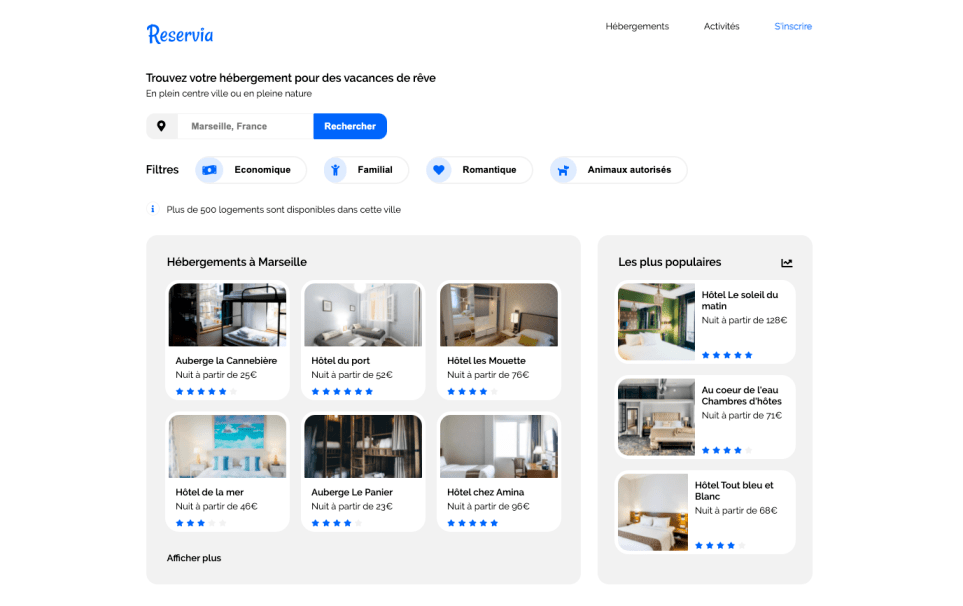 Reservia
Hébergements
Activités
S'inscrire
Trouvez votre hébergement pour des vacances de rêve
En plein centre ville ou en pleine nature
Marseille, France
Rechercher
Filtres
Economique
Familial
Romantique
Animaux autorisés
Plus de 500 logements sont disponibles dans cette ville
Hébergements à Marseille
Auberge la Cannebière
Nuit à partir de 25€
Hôtel du port
Nuit à partir de 52€
Hôtel les Mouette
Nuit à partir de 76€
Hôtel de la mer
Nuit à partir de 46€
Auberge Le Panier
Nuit à partir de 23€
Hôtel chez Amina
Nuit à partir de 96€
Afficher plus
Les plus populaires
Hôtel Le soleil du
matin
Nuit à partir de 128€
Au coeur de l'eau
Chambres d'hôtes
Nuit à partir de 71€
Hôtel Tout bleu et
Blanc
Nuit à partir de 68€